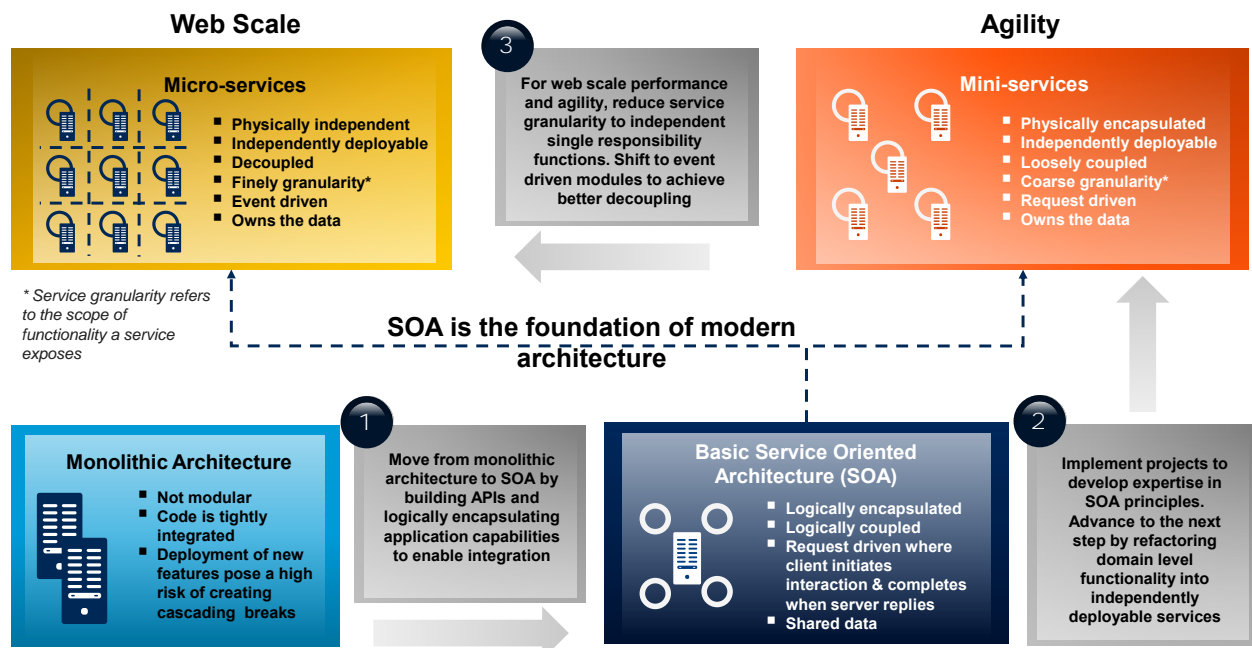 Web Scale
Micro-services
Physically independent
Independently deployable
Decoupled
Finely granularity*
Event driven
Owns the data
3
For web scale performance
and agility, reduce service
granularity to independent
single responsibility
functions. Shift to event
driven modules to achieve
better decoupling
Agility
Mini-services
Physically encapsulated
Independently deployable
Loosely coupled
Coarse granularity*
Request driven
Owns the data
* Service granularity refers
to the scope of
functionality a service
exposes
SOA is the foundation of modern
architecture
Monolithic Architecture
Not modular
Code is tightly
integrated
Deployment of new
features pose a high
risk of creating
cascading breaks
1
Move from monolithic
architecture to SOA by
building APIs and
logically encapsulating
application capabilities
to enable integration
Basic Service Oriented
Architecture (SOA)
Logically encapsulated
Logically coupled
Request driven where
client initiates
interaction & completes
when server replies
Shared data
2
Implement projects to
develop expertise in
SOA principles.
Advance to the next
step by refactoring
domain level
functionality into
independently
deployable services